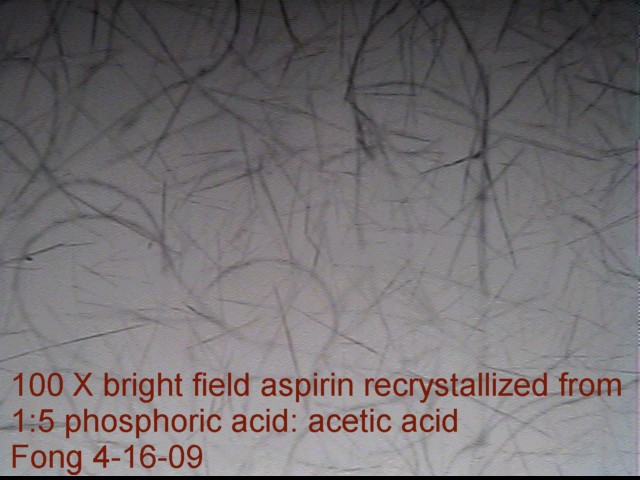 100 X bright field aspirin recrystallized from
1:5 phosphoric acid: acetic acid
Fong 4-16-09